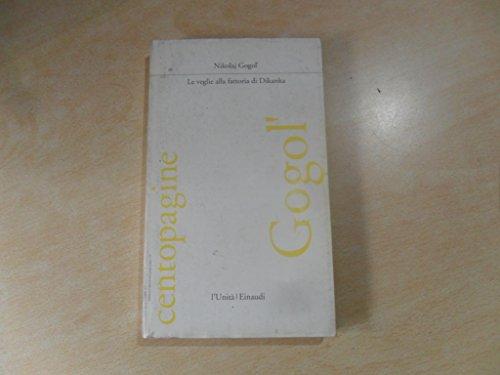 Nikolaj Gogol'
Le veglie alla fattoria di Dikanka
centopagine
Gogol'
l'Unità | Einaudi